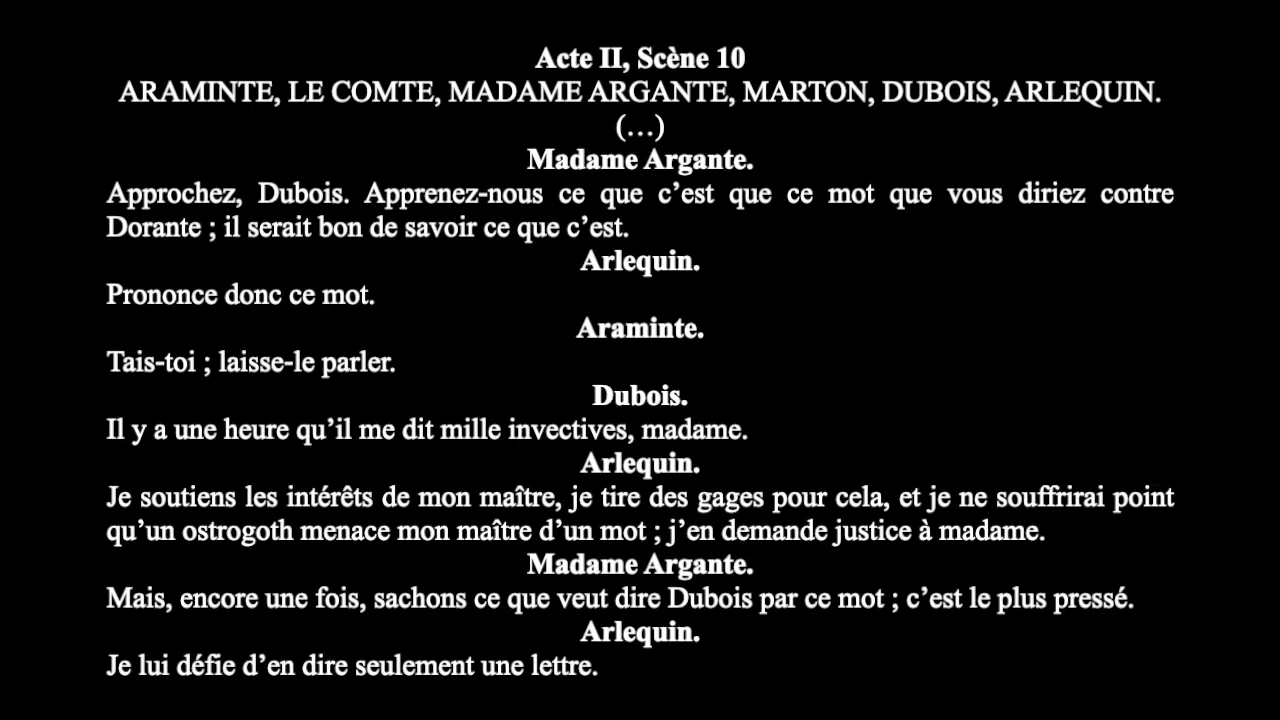 Acte II, Scène 10
ARAMINTE, LE COMTE, MADAME ARGANTE, MARTON, DUBOIS, ARLEQUIN.
(…)
Madame Argante.
Approchez, Dubois. Apprenez-nous ce que c’est que ce mot que vous diriez contre
Dorante ; il serait bon de savoir ce que c’est.
Arlequin.
Prononce donc ce mot.
Araminte.
Tais-toi ; laisse-le parler.
Dubois.
Il y a une heure qu’il me dit mille invectives, madame.
Arlequin.
Je soutiens les intérêts de mon maître, je tire des gages pour cela, et je ne souffrirai point
qu’un ostrogoth menace mon maître d’un mot ; j’en demande justice à madame.
Madame Argante.
Mais, encore une fois, sachons ce que veut dire Dubois par ce mot ; c’est le plus pressé.
Arlequin.
Je lui défie d’en dire seulement une lettre.